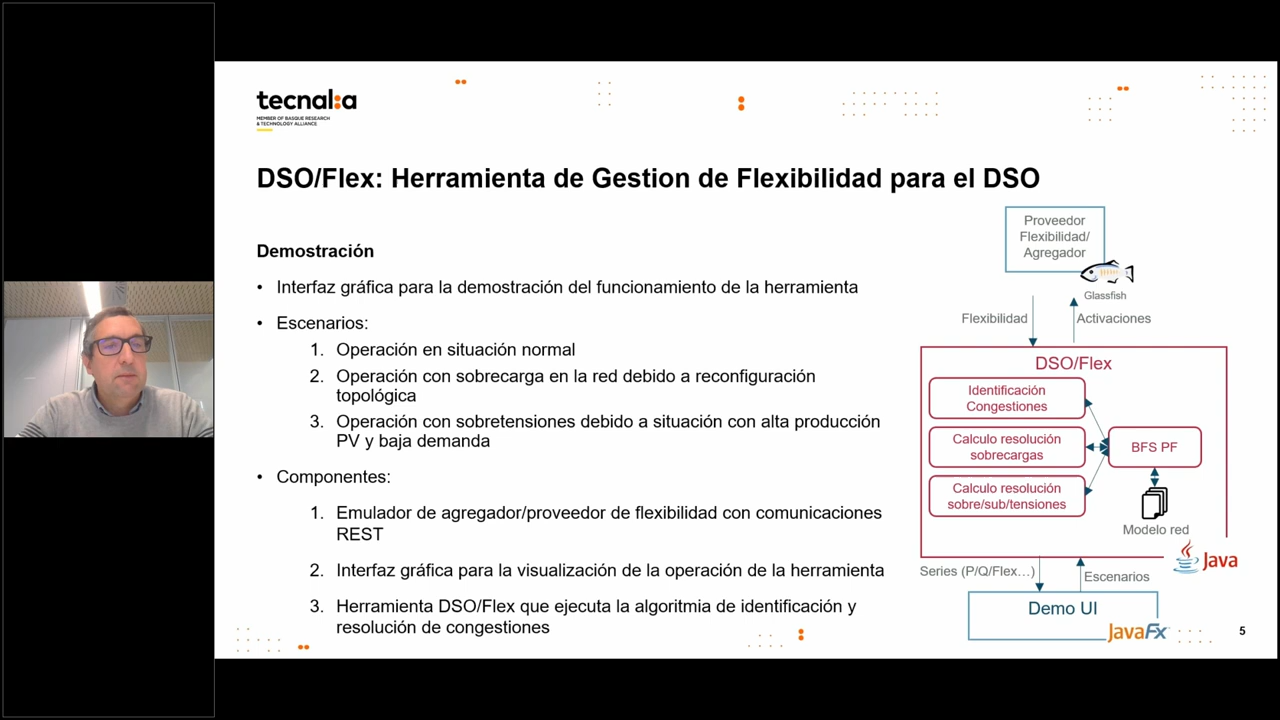 tecnal:a
MEMBER OF BASQUE RESEARCH
& TECHNOLOGY ALLIANCE
DSO/Flex: Herramienta de Gestion de Flexibilidad para el DSO
Demostración
• Interfaz gráfica para la demostración del funcionamiento de la herramienta
• Escenarios:
1. Operación en situación normal
2. Operación con sobrecarga en la red debido a reconfiguración
topológica
3. Operación con sobretensiones debido a situación con alta producción
PV y baja demanda
• Componentes:
1. Emulador de agregador/proveedor de flexibilidad con comunicaciones
REST
2. Interfaz gráfica para la visualización de la operación de la herramienta
3. Herramienta DSO/Flex que ejecuta la algoritmia de identificación y
resolución de congestiones
Proveedor
Flexibilidad/
Agregador
Glassfish
Flexibilidad
Activaciones
DSO/Flex
Identificación
Congestiones
Calculo resolución
sobrecargas
Calculo resolución
sobre/sub/tensiones
BFS PF
Modelo red
Java
Series (P/Q/Flex…)
Escenarios
Demo UI
JavaFx
5